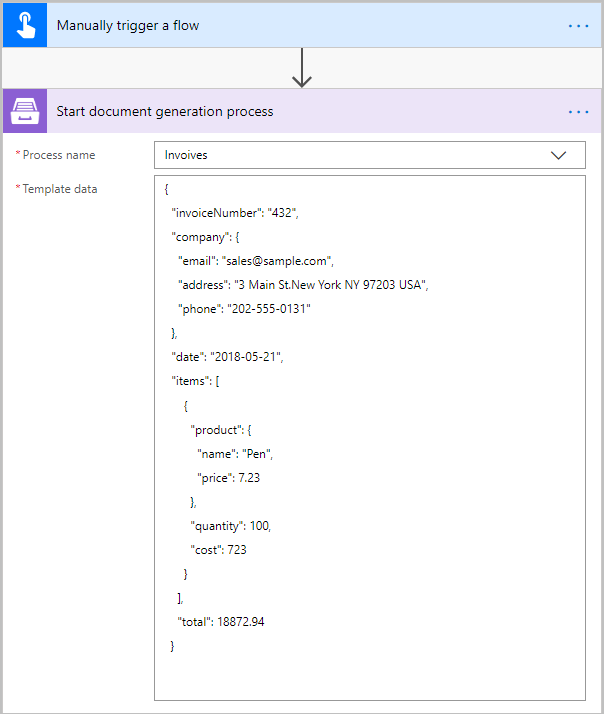 Manually trigger a flow
Start document generation process
* Process name
Invoives
* Template data
{
"invoiceNumber": "432",
"company": {
"email": "sales@sample.com",
"address": "3 Main St.New York NY 97203 USA",
"phone": "202-555-0131"
},
"date": "2018-05-21",
"items": [
{
"product": {
"name": "Pen",
"price": 7.23
},
"quantity": 100,
"cost": 723
}
],
"total": 18872.94
}